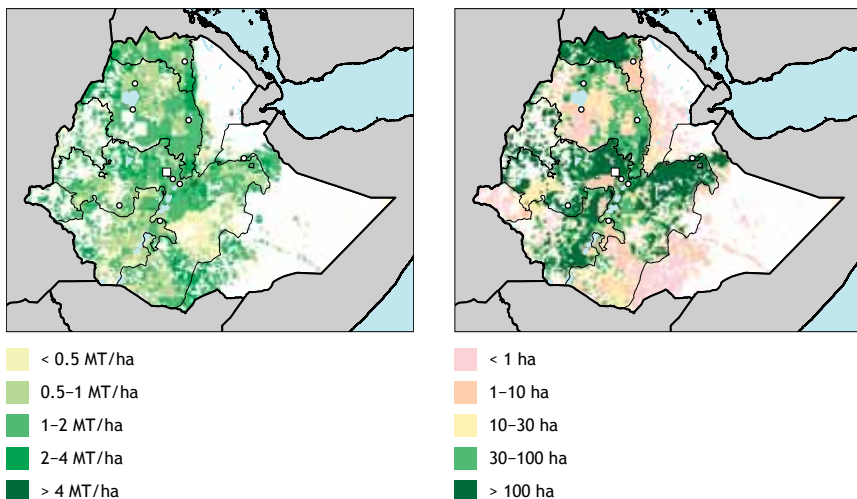 < 0.5 MT/ha
0.5–1 MT/ha
1–2 MT/ha
2–4 MT/ha
> 4 MT/ha
< 1 ha
1–10 ha
10–30 ha
30–100 ha
> 100 ha